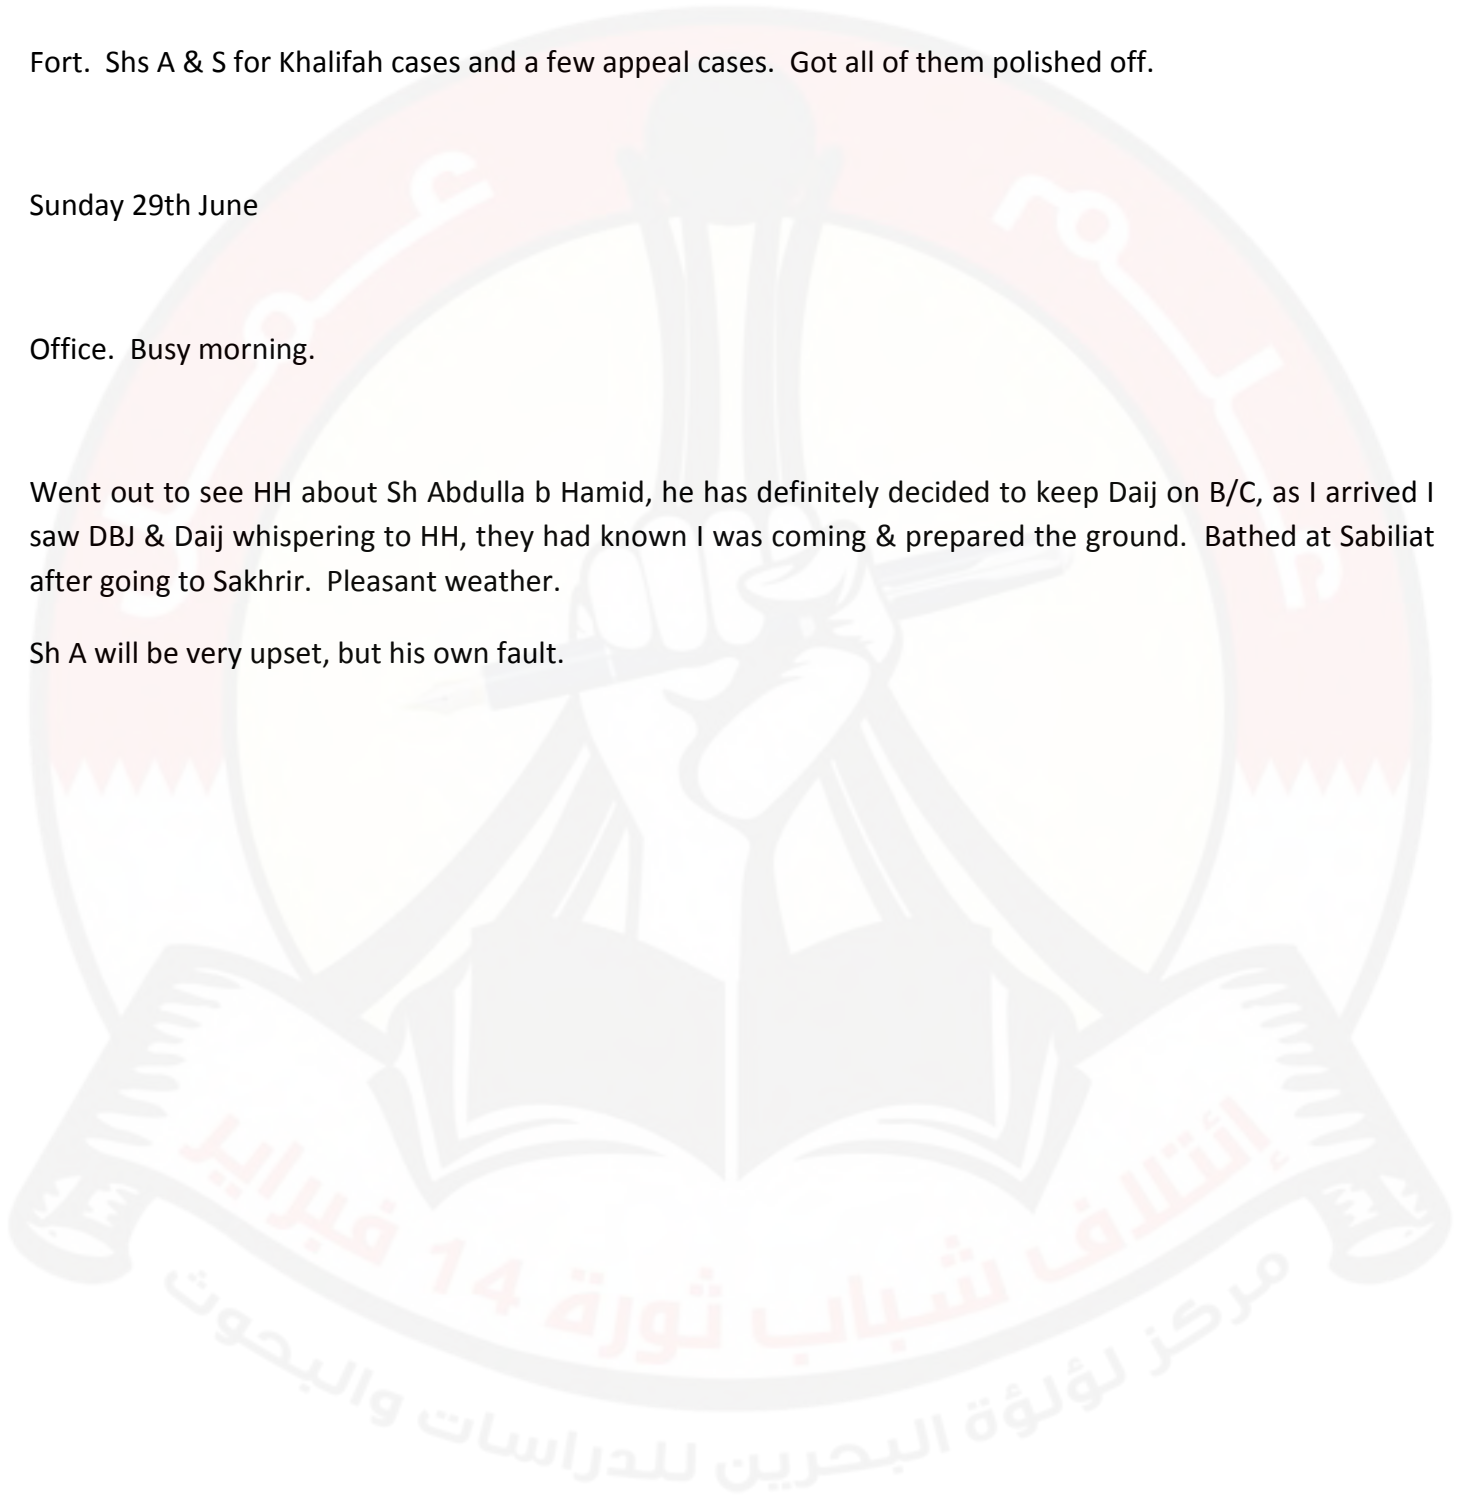 Fort.  Shs A & S for Khalifah cases and a few appeal cases.  Got all of them polished off.
Sunday 29th June
Office.  Busy morning.
Went out to see HH about Sh Abdulla b Hamid, he has definitely decided to keep Daij on B/C, as I arrived I
saw DBJ & Daij whispering to HH, they had known I was coming & prepared the ground.  Bathed at Sabiliat
after going to Sakhrir.  Pleasant weather.
Sh A will be very upset, but his own fault.
علم
عمل
إئتلاف شباب ثورة 14 فبراير
مركز لؤلؤة البحرين للدراسات والبحوث